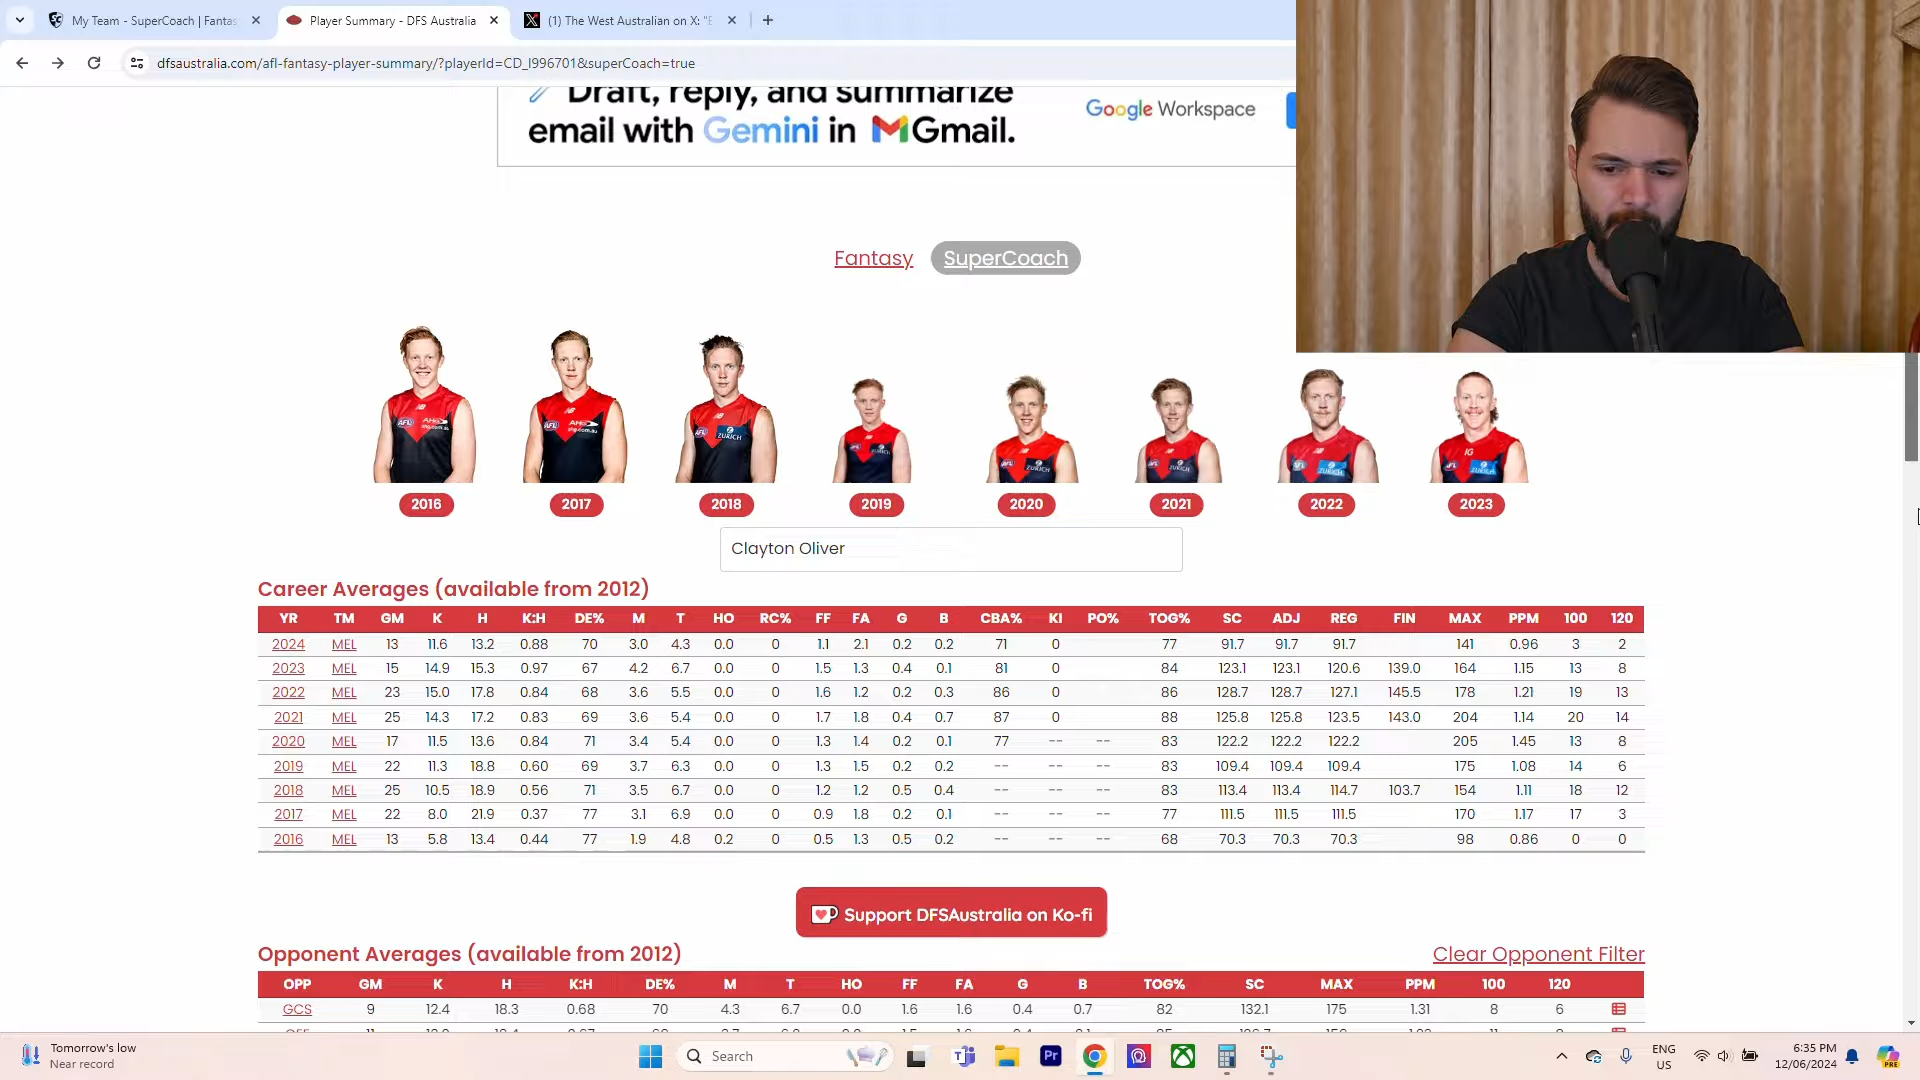 My Team - SuperCoach | Fantas
Player Summary - DFS Australia
(1) The West Australian on X: "E
dfsaustralia.com/afl-fantasy-player-summary/?playerId=CD_I996701&superCoach=true
Draft, reply, and summarize
email with Gemini in Gmail.
Google Workspace
Fantasy SuperCoach
2016 2017 2018 2019 2020 2021 2022 2023
Clayton Oliver
Career Averages (available from 2012)
YR TM GM K H K:H DE% M T HO RC% FF FA G B CBA% KI PO% TOG% SC ADJ REG FIN MAX PPM 100 120
2024 MEL 13 11.6 13.2 0.88 70 3.0 4.3 0.0 0 1.1 2.1 0.2 0.2 71 0 77 91.7 91.7 91.7 141 0.96 3 2
2023 MEL 15 14.9 15.3 0.97 67 4.2 6.7 0.0 0 1.5 1.3 0.4 0.1 81 0 84 123.1 123.1 120.6 139.0 164 1.15 13 8
2022 MEL 23 15.0 17.8 0.84 68 3.6 5.5 0.0 0 1.6 1.2 0.2 0.3 86 0 86 128.7 128.7 127.1 145.5 178 1.21 19 13
2021 MEL 25 14.3 17.2 0.83 69 3.6 5.4 0.0 0 1.7 1.8 0.4 0.7 87 0 88 125.8 125.8 123.5 143.0 204 1.14 20 14
2020 MEL 17 11.5 13.6 0.84 71 3.4 5.4 0.0 0 1.3 1.4 0.2 0.1 77 -- -- 83 122.2 122.2 122.2 205 1.45 13 8
2019 MEL 22 11.3 18.8 0.60 69 3.7 6.3 0.0 0 1.3 1.5 0.2 0.2 -- -- -- 83 109.4 109.4 109.4 175 1.08 14 6
2018 MEL 25 10.5 18.9 0.56 71 3.5 6.7 0.0 0 1.2 1.2 0.5 0.4 -- -- -- 83 113.4 113.4 114.7 103.7 154 1.11 18 12
2017 MEL 22 8.0 21.9 0.37 77 3.1 6.9 0.0 0 0.9 1.8 0.2 0.1 -- -- -- 77 111.5 111.5 111.5 170 1.17 17 3
2016 MEL 13 5.8 13.4 0.44 77 1.9 4.8 0.2 0 0.5 1.3 0.5 0.2 -- -- -- 68 70.3 70.3 70.3 98 0.86 0 0
Support DFSAustralia on Ko-fi
Opponent Averages (available from 2012)
Clear Opponent Filter
OPP GM K H K:H DE% M T HO FF FA G B TOG% SC MAX PPM 100 120
GCS 9 12.4 18.3 0.68 70 4.3 6.7 0.0 1.6 1.6 0.4 0.7 82 132.1 175 1.31 8 6
Tomorrow's low
Near record
Search
ENG
US
6:35 PM
12/06/2024